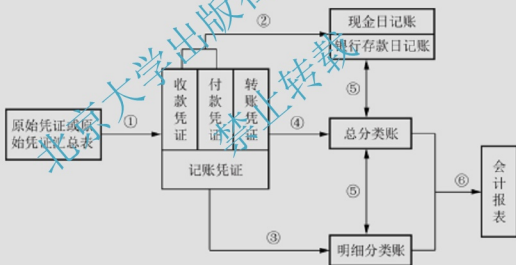 ②
现金日记账
银行存款日记账
收款凭证
付款凭证
转账凭证
⑤
原始凭证或原
始凭证汇总表
①
④
总分类账
记账凭证
⑤
⑥
会计报表
③
明细分类账
北京大学出版社
禁止转载